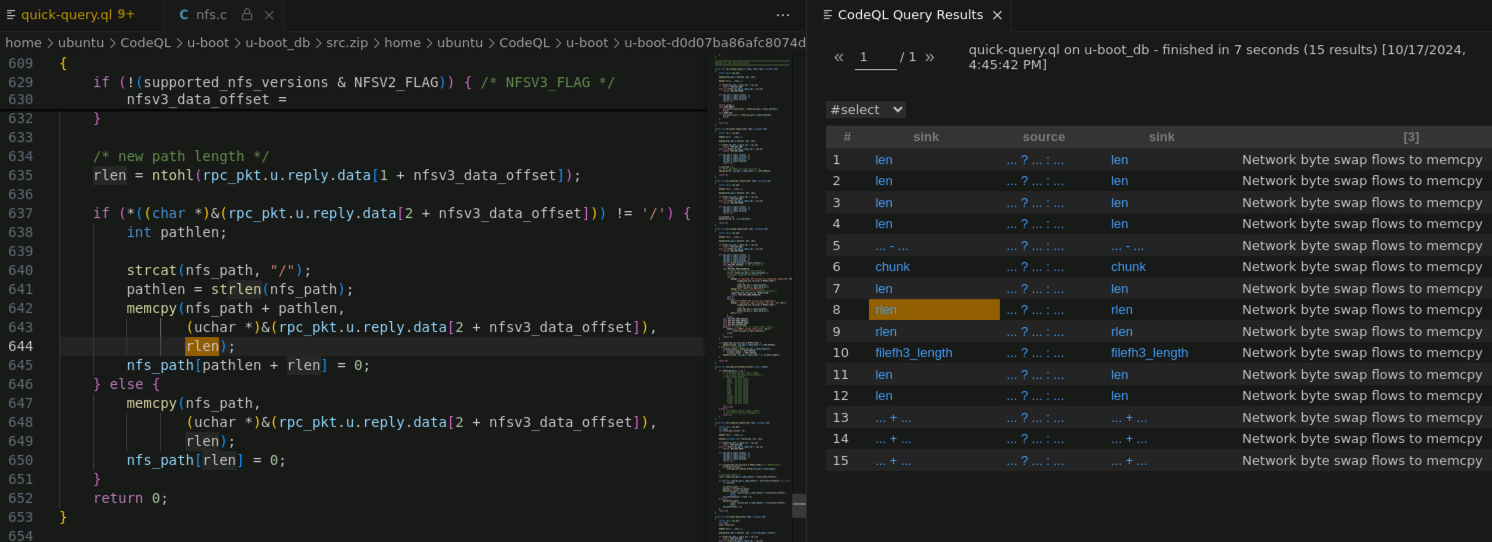 quick-query.ql 9+
C nfs.c
...
home > ubuntu > CodeQL > u-boot > u-boot_db > src.zip > home > ubuntu > CodeQL > u-boot > u-boot-d0d07ba86afc8074d
609 {
629 if (!(supported_nfs_versions & NFSV2_FLAG)) { /* NFSV3_FLAG */
630 nfsv3_data_offset =
632 }
633
634 /* new path length */
635 rlen = ntohl(rpc_pkt.u.reply.data[1 + nfsv3_data_offset]);
636
637 if (*((char *)&(rpc_pkt.u.reply.data[2 + nfsv3_data_offset])) != '/') {
638 int pathlen;
639
640 strcat(nfs_path, "/");
641 pathlen = strlen(nfs_path);
642 memcpy(nfs_path + pathlen,
643 (uchar *)&(rpc_pkt.u.reply.data[2 + nfsv3_data_offset]),
644 rlen);
645 nfs_path[pathlen + rlen] = 0;
646 } else {
647 memcpy(nfs_path,
648 (uchar *)&(rpc_pkt.u.reply.data[2 + nfsv3_data_offset]),
649 rlen);
650 nfs_path[rlen] = 0;
651 }
652 return 0;
653 }
654
CodeQL Query Results
« 1 / 1 »
quick-query.ql on u-boot_db - finished in 7 seconds (15 results) [10/17/2024,
4:45:42 PM]
#select
# sink source sink [3]
1 len ... ? ... : ... len Network byte swap flows to memcpy
2 len ... ? ... : ... len Network byte swap flows to memcpy
3 len ... ? ... : ... len Network byte swap flows to memcpy
4 len ... ? ... : ... len Network byte swap flows to memcpy
5 ... - ... ... ? ... : ... ... - ... Network byte swap flows to memcpy
6 chunk ... ? ... : ... chunk Network byte swap flows to memcpy
7 len ... ? ... : ... len Network byte swap flows to memcpy
8 rlen ... ? ... : ... rlen Network byte swap flows to memcpy
9 rlen ... ? ... : ... rlen Network byte swap flows to memcpy
10 filefh3_length ... ? ... : ... filefh3_length Network byte swap flows to memcpy
11 len ... ? ... : ... len Network byte swap flows to memcpy
12 len ... ? ... : ... len Network byte swap flows to memcpy
13 ... + ... ... ? ... : ... ... + ... Network byte swap flows to memcpy
14 ... + ... ... ? ... : ... ... + ... Network byte swap flows to memcpy
15 ... + ... ... ? ... : ... ... + ... Network byte swap flows to memcpy